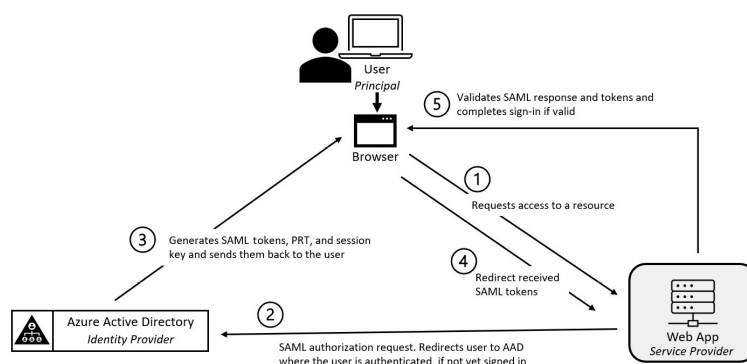 User
Principal
5
Validates SAML response and tokens and
completes sign-in if valid
Browser
1
Requests access to a resource
3
Generates SAML tokens, PRT, and session
key and sends them back to the user
4
Redirect received
SAML tokens
2
Azure Active Directory
Identity Provider
Web App
Service Provider
SAML authorization request. Redirects user to AAD
where the user is authenticated, if not yet signed in